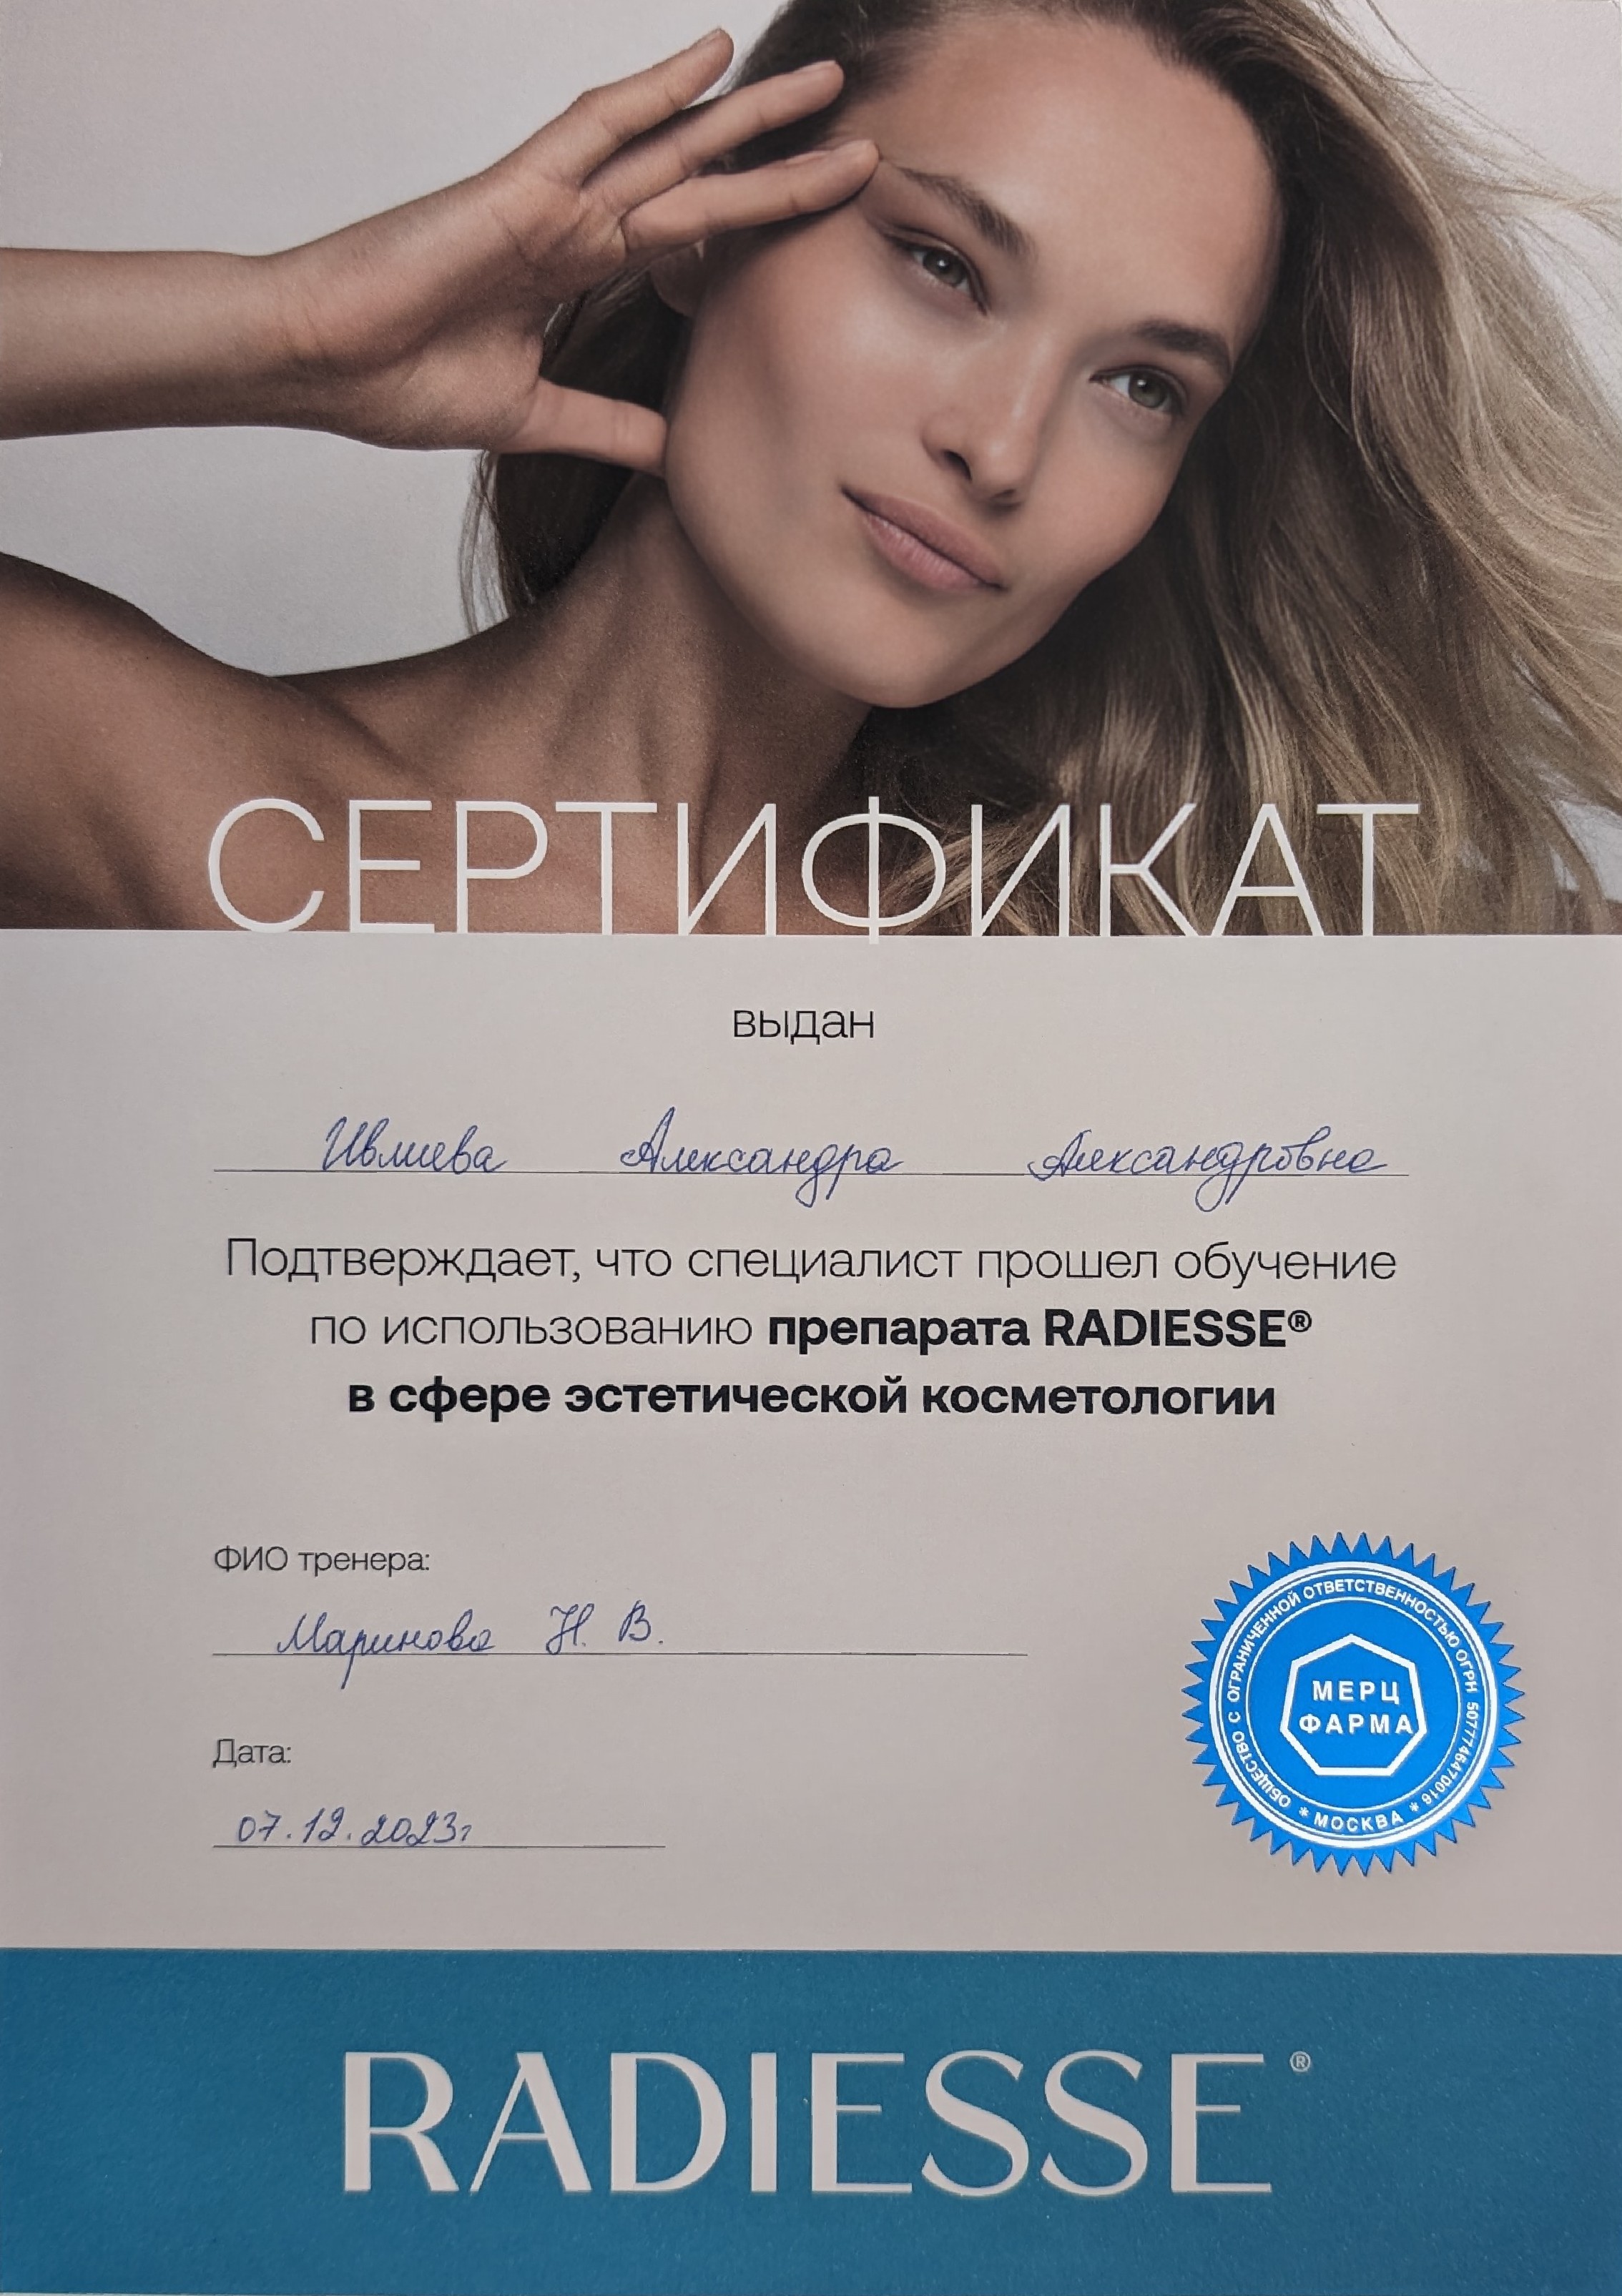 СЕРТИФИКАТ
выдан
Ивлиева Александра Александровна
Подтверждает, что специалист прошел обучение
по использованию препарата RADIESSE®
в сфере эстетической косметологии
ФИО тренера:
Маринова Н. В.
Дата:
07.12.2023г
ОБЩЕСТВО С ОГРАНИЧЕННОЙ ОТВЕТСТВЕННОСТЬЮ ОГРН 5077746470016
МЕРЦ
ФАРМА
* МОСКВА *
RADIESSE®